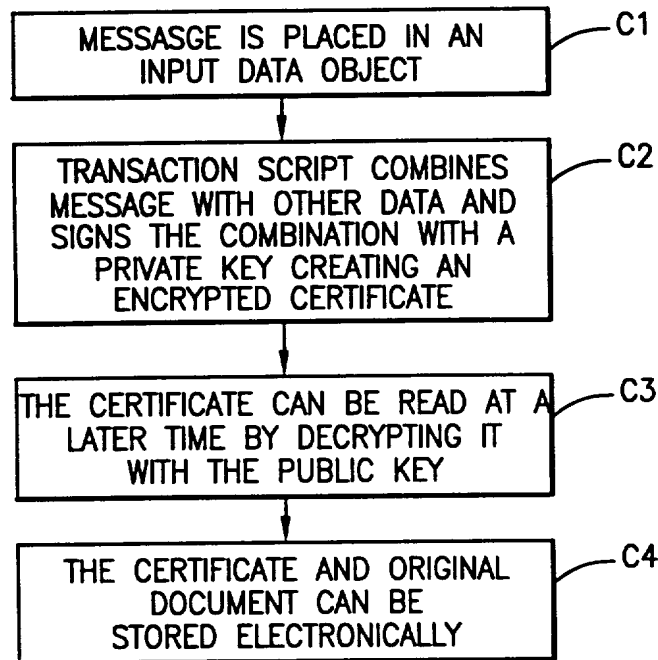 MESSASGE IS PLACED IN AN
INPUT DATA OBJECT
C1
TRANSACTION SCRIPT COMBINES
MESSAGE WITH OTHER DATA AND
SIGNS THE COMBINATION WITH A
PRIVATE KEY CREATING AN
ENCRYPTED CERTIFICATE
C2
THE CERTIFICATE CAN BE READ AT A
LATER TIME BY DECRYPTING IT
WITH THE PUBLIC KEY
C3
THE CERTIFICATE AND ORIGINAL
DOCUMENT CAN BE
STORED ELECTRONICALLY
C4